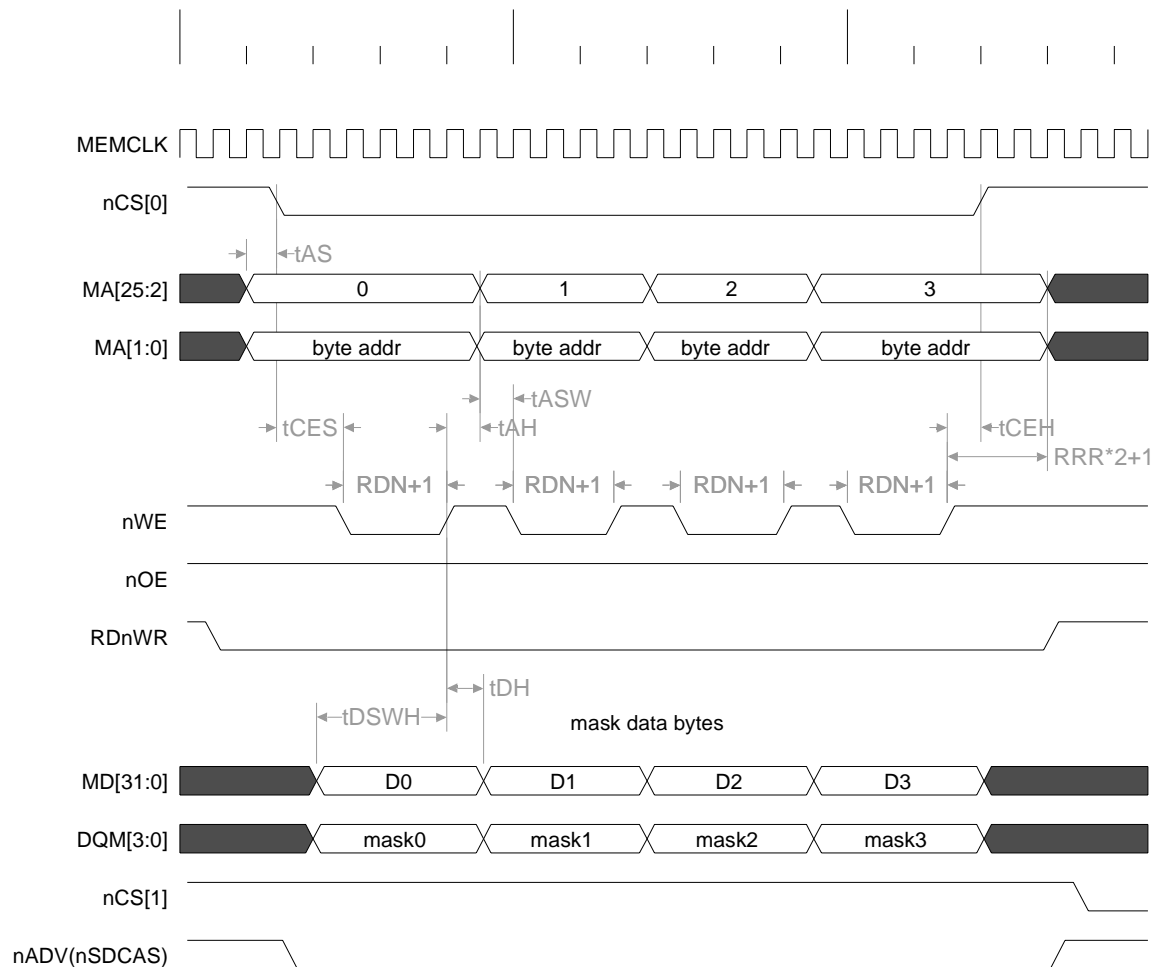 MEMCLK
nCS[0]
tAS
MA[25:2] 0 1 2 3
MA[1:0] byte addr byte addr byte addr byte addr
tASW
tCES tAH tCEH
RRR*2+1
RDN+1 RDN+1 RDN+1 RDN+1
nWE
nOE
RDnWR
tDH
tDSWH
mask data bytes
MD[31:0] D0 D1 D2 D3
DQM[3:0] mask0 mask1 mask2 mask3
nCS[1]
nADV(nSDCAS)